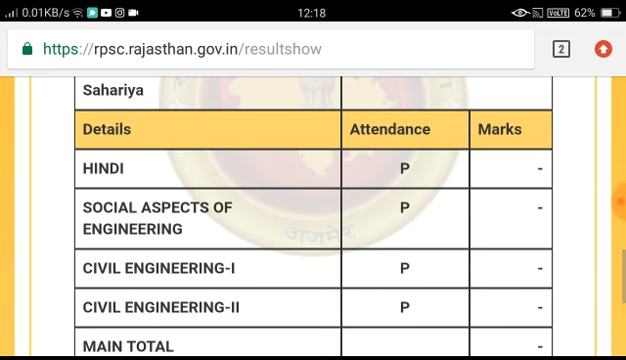 0.01KB/s 12:18 VoLTE 62%
https://rpsc.rajasthan.gov.in/resultshow 2
Sahariya
Details Attendance Marks
HINDI P -
SOCIAL ASPECTS OF P -
ENGINEERING
अजमेर
CIVIL ENGINEERING-I P -
CIVIL ENGINEERING-II P -
MAIN TOTAL -